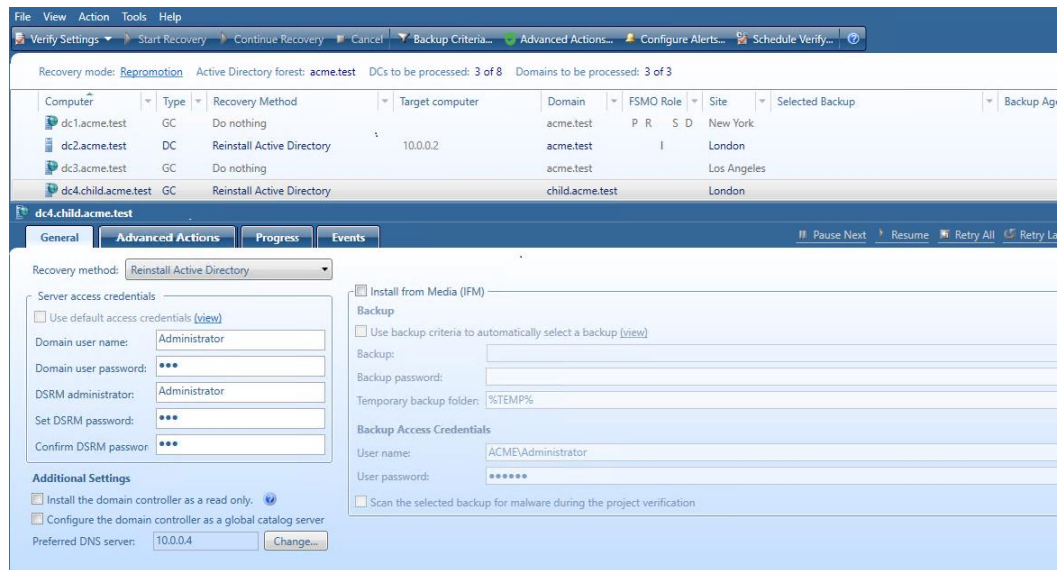 File View Action Tools Help
Verify Settings Start Recovery Continue Recovery Cancel Backup Criteria... Advanced Actions... Configure Alerts... Schedule Verify...
Recovery mode: Repromotion Active Directory forest: acme.test DCs to be processed: 3 of 8 Domains to be processed: 3 of 3
Computer Type Recovery Method Target computer Domain FSMO Role Site Selected Backup Backup Age
dc1.acme.test GC Do nothing acme.test P R S D New York
dc2.acme.test DC Reinstall Active Directory 10.0.0.2 acme.test I London
dc3.acme.test GC Do nothing acme.test Los Angeles
dc4.child.acme.test GC Reinstall Active Directory child.acme.test London
dc4.child.acme.test
General Advanced Actions Progress Events Pause Next Resume Retry All Retry La
Recovery method: Reinstall Active Directory
Server access credentials
Use default access credentials (view)
Domain user name: Administrator
Domain user password: •••
DSRM administrator: Administrator
Set DSRM password: •••
Confirm DSRM passwor •••
Additional Settings
Install the domain controller as a read only.
Configure the domain controller as a global catalog server
Preferred DNS server: 10.0.0.4 Change...
Install from Media (IFM)
Backup
Use backup criteria to automatically select a backup (view)
Backup:
Backup password:
Temporary backup folder: %TEMP%
Backup Access Credentials
User name: ACME\Administrator
User password: ••••••
Scan the selected backup for malware during the project verification